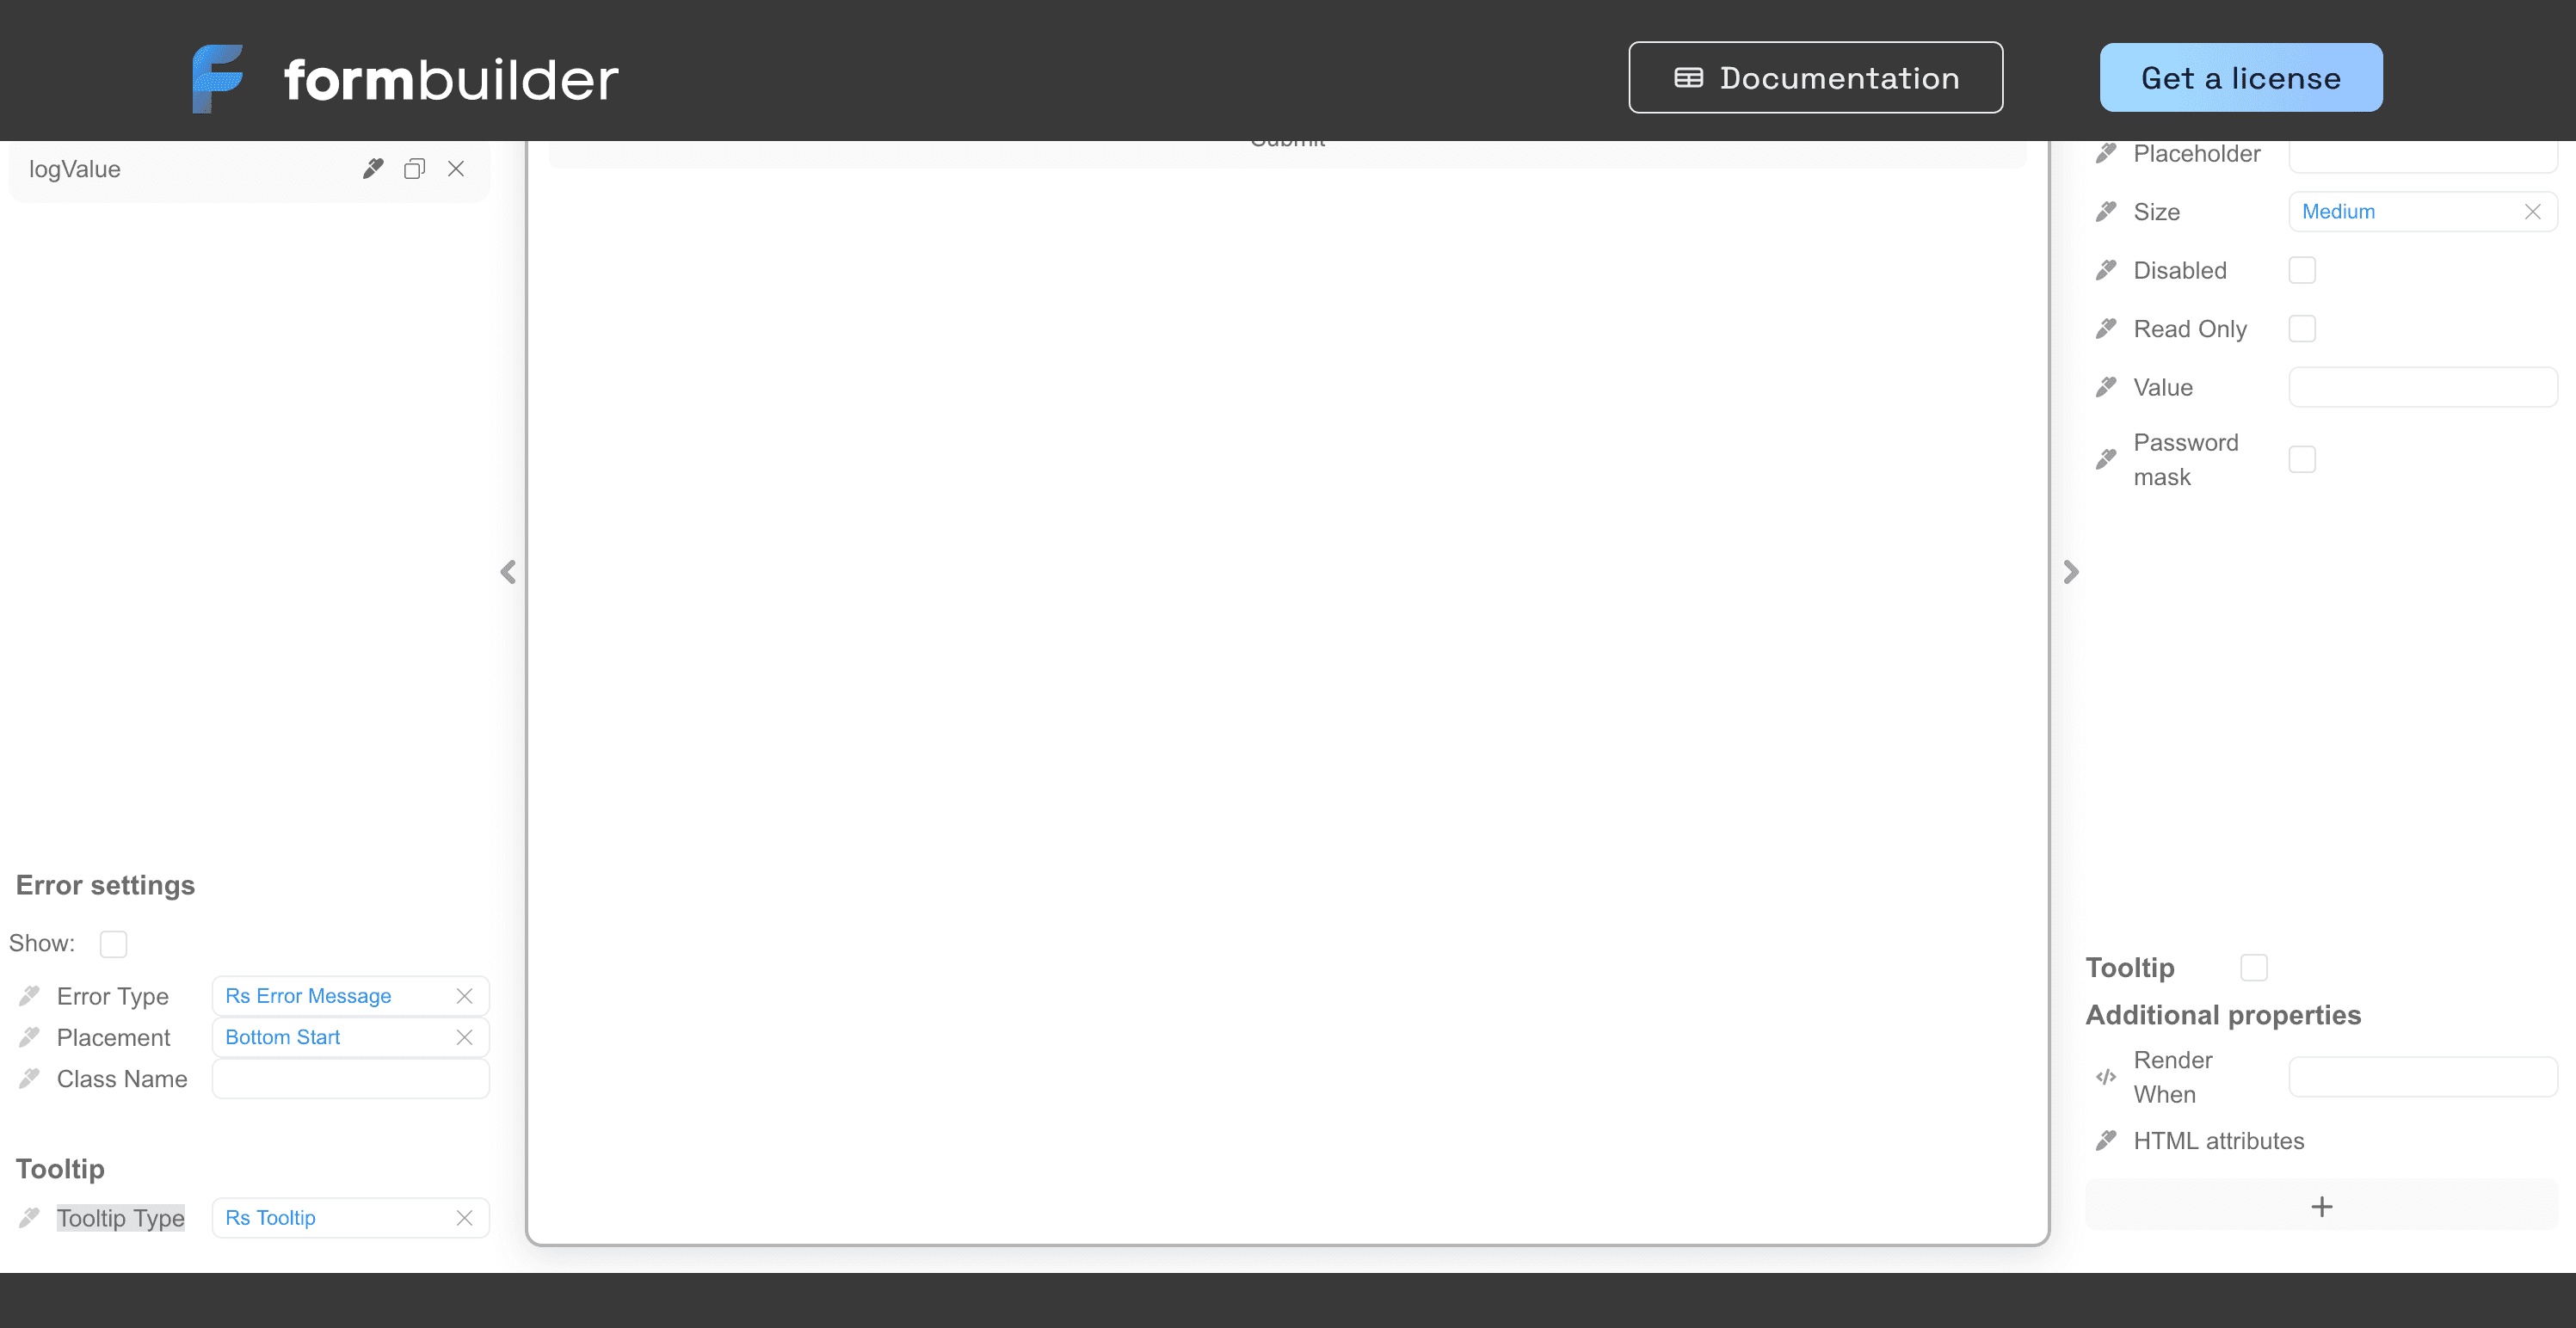 formbuilder
Documentation
Get a license
logValue
Submit
Placeholder
Size
Medium
Disabled
Read Only
Value
Password
mask
Error settings
Show:
Error Type
Rs Error Message
Placement
Bottom Start
Class Name
Tooltip
Tooltip Type
Rs Tooltip
Tooltip
Additional properties
Render
When
HTML attributes